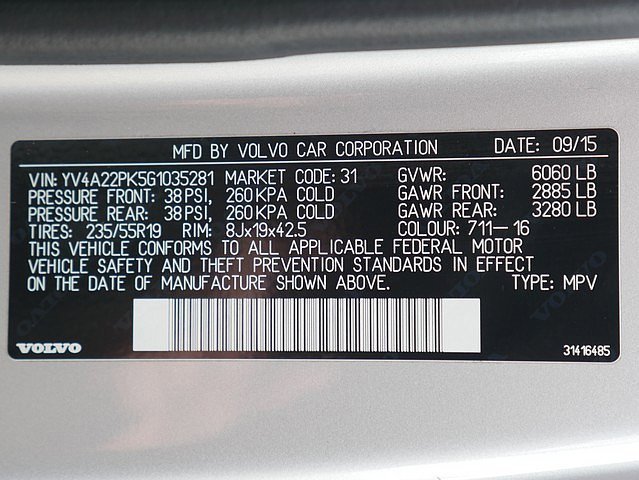 MFD BY VOLVO CAR CORPORATION DATE: 09/15
VIN: YV4A22PK5G1035281 MARKET CODE: 31 GVWR: 6060 LB
PRESSURE FRONT: 38 PSI, 260 KPA COLD GAWR FRONT: 2885 LB
PRESSURE REAR: 38 PSI, 260 KPA COLD GAWR REAR: 3280 LB
TIRES: 235/55R19 RIM: 8Jx19x42.5 COLOUR: 711-16
THIS VEHICLE CONFORMS TO ALL APPLICABLE FEDERAL MOTOR
VEHICLE SAFETY AND THEFT PREVENTION STANDARDS IN EFFECT
ON THE DATE OF MANUFACTURE SHOWN ABOVE. TYPE: MPV
VOLVO 31416485